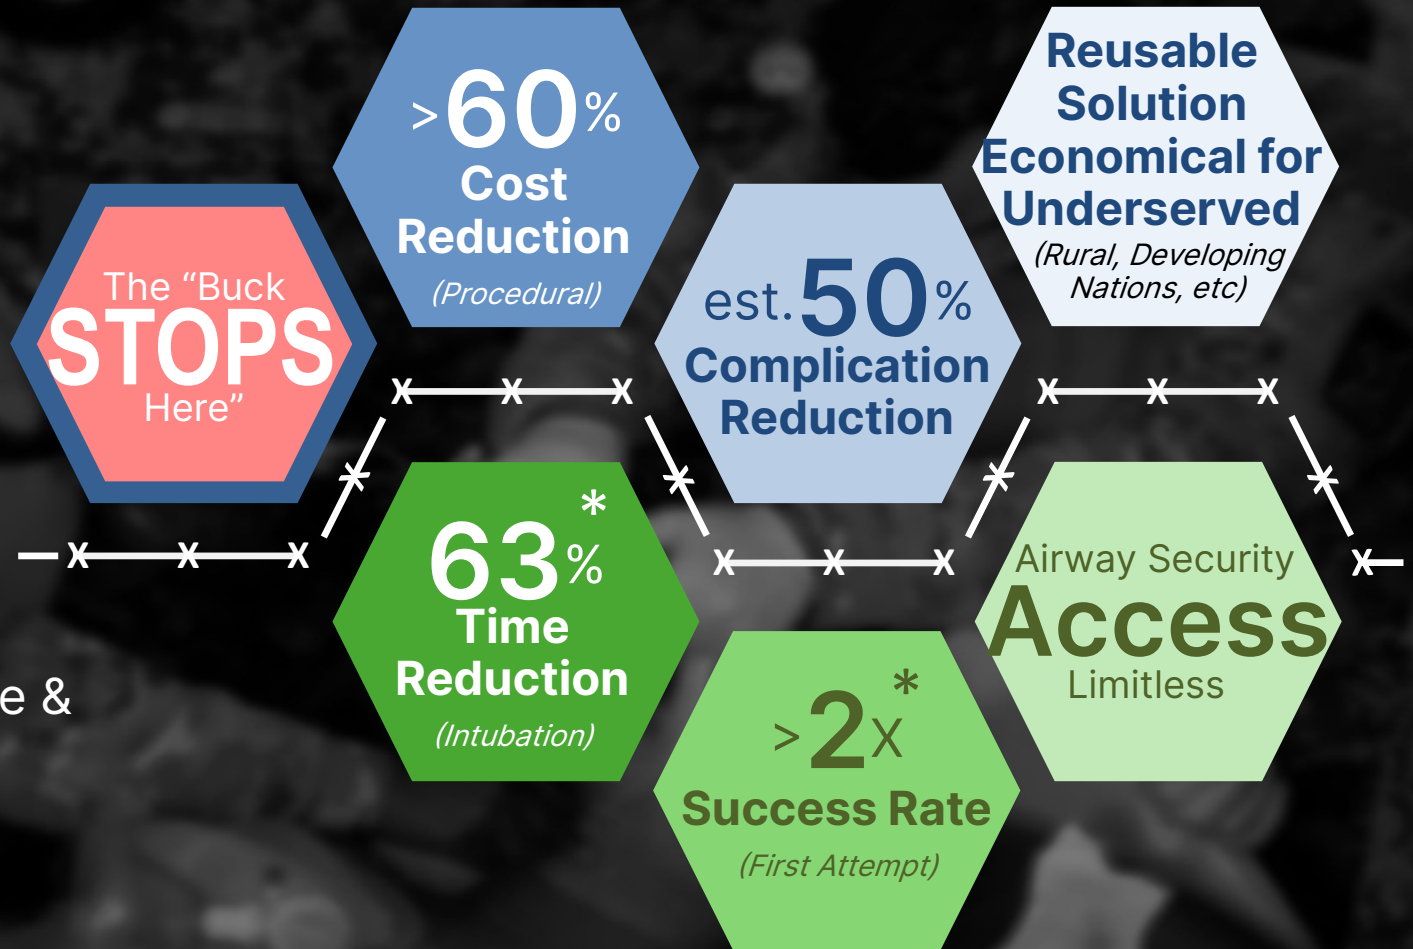 The “Buck
STOPS
Here”
>60%
Cost
Reduction
(Procedural)
est.50%
Complication
Reduction
Reusable
Solution
Economical for
Underserved
(Rural, Developing
Nations, etc)
X X X
X
X
X X X
X
X X X
X
X X X
X
X
63%*
Time
Reduction
(Intubation)
>2X*
Success Rate
(First Attempt)
Airway Security
Access
Limitless
e &